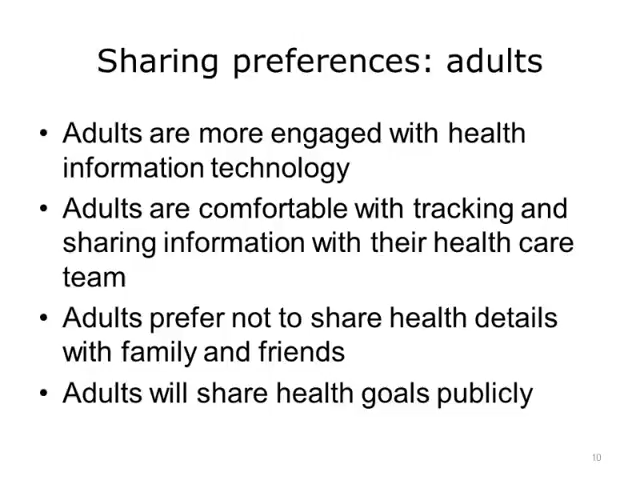 Sharing preferences: adults
• Adults are more engaged with health
information technology
• Adults are comfortable with tracking and
sharing information with their health care
team
• Adults prefer not to share health details
with family and friends
• Adults will share health goals publicly
10